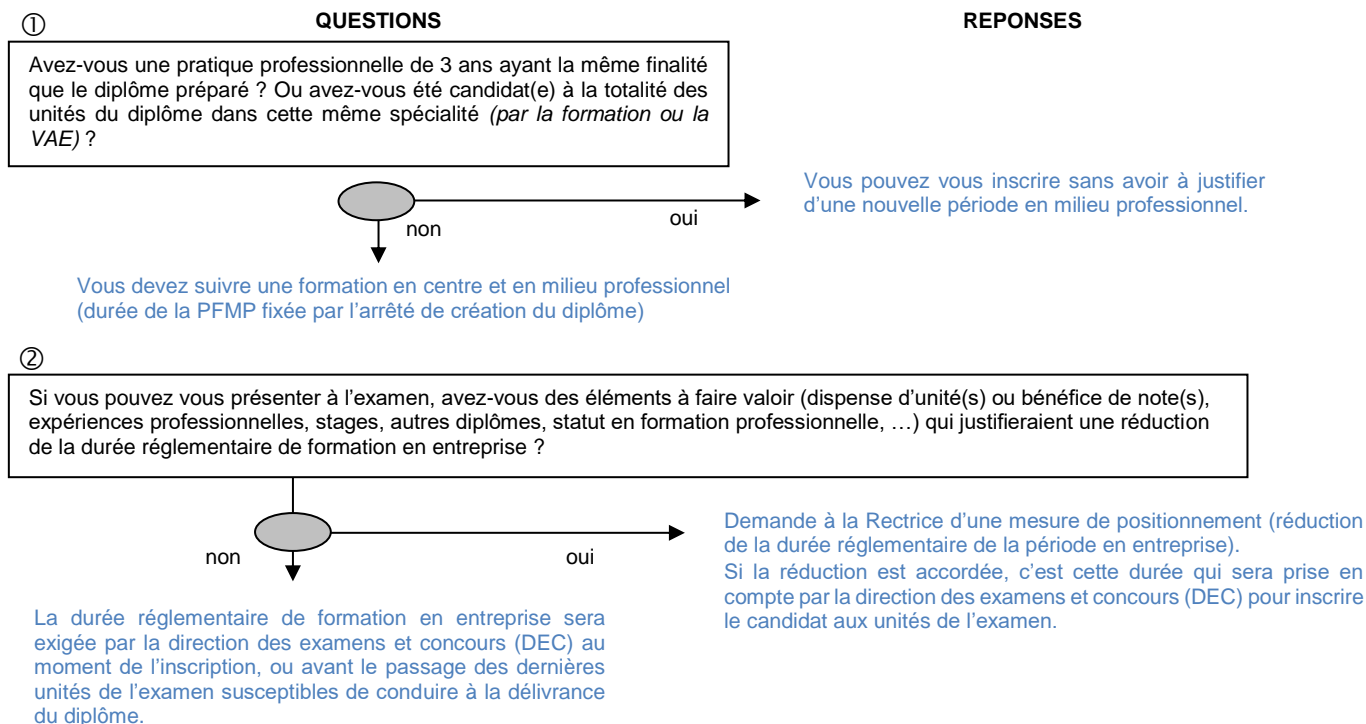 ①
QUESTIONS
REPONSES
Avez-vous une pratique professionnelle de 3 ans ayant la même finalité
que le diplôme préparé ? Ou avez-vous été candidat(e) à la totalité des
unités du diplôme dans cette même spécialité (par la formation ou la
VAE) ?
Vous pouvez vous inscrire sans avoir à justifier
d’une nouvelle période en milieu professionnel.
oui
non
Vous devez suivre une formation en centre et en milieu professionnel
(durée de la PFMP fixée par l’arrêté de création du diplôme)
②
Si vous pouvez vous présenter à l’examen, avez-vous des éléments à faire valoir (dispense d’unité(s) ou bénéfice de note(s),
expériences professionnelles, stages, autres diplômes, statut en formation professionnelle, …) qui justifieraient une réduction
de la durée réglementaire de formation en entreprise ?
non
oui
Demande à la Rectrice d’une mesure de positionnement (réduction
de la durée réglementaire de la période en entreprise).
Si la réduction est accordée, c’est cette durée qui sera prise en
compte par la direction des examens et concours (DEC) pour inscrire
le candidat aux unités de l’examen.
La durée réglementaire de formation en entreprise sera
exigée par la direction des examens et concours (DEC) au
moment de l’inscription, ou avant le passage des dernières
unités de l’examen susceptibles de conduire à la délivrance
du diplôme.